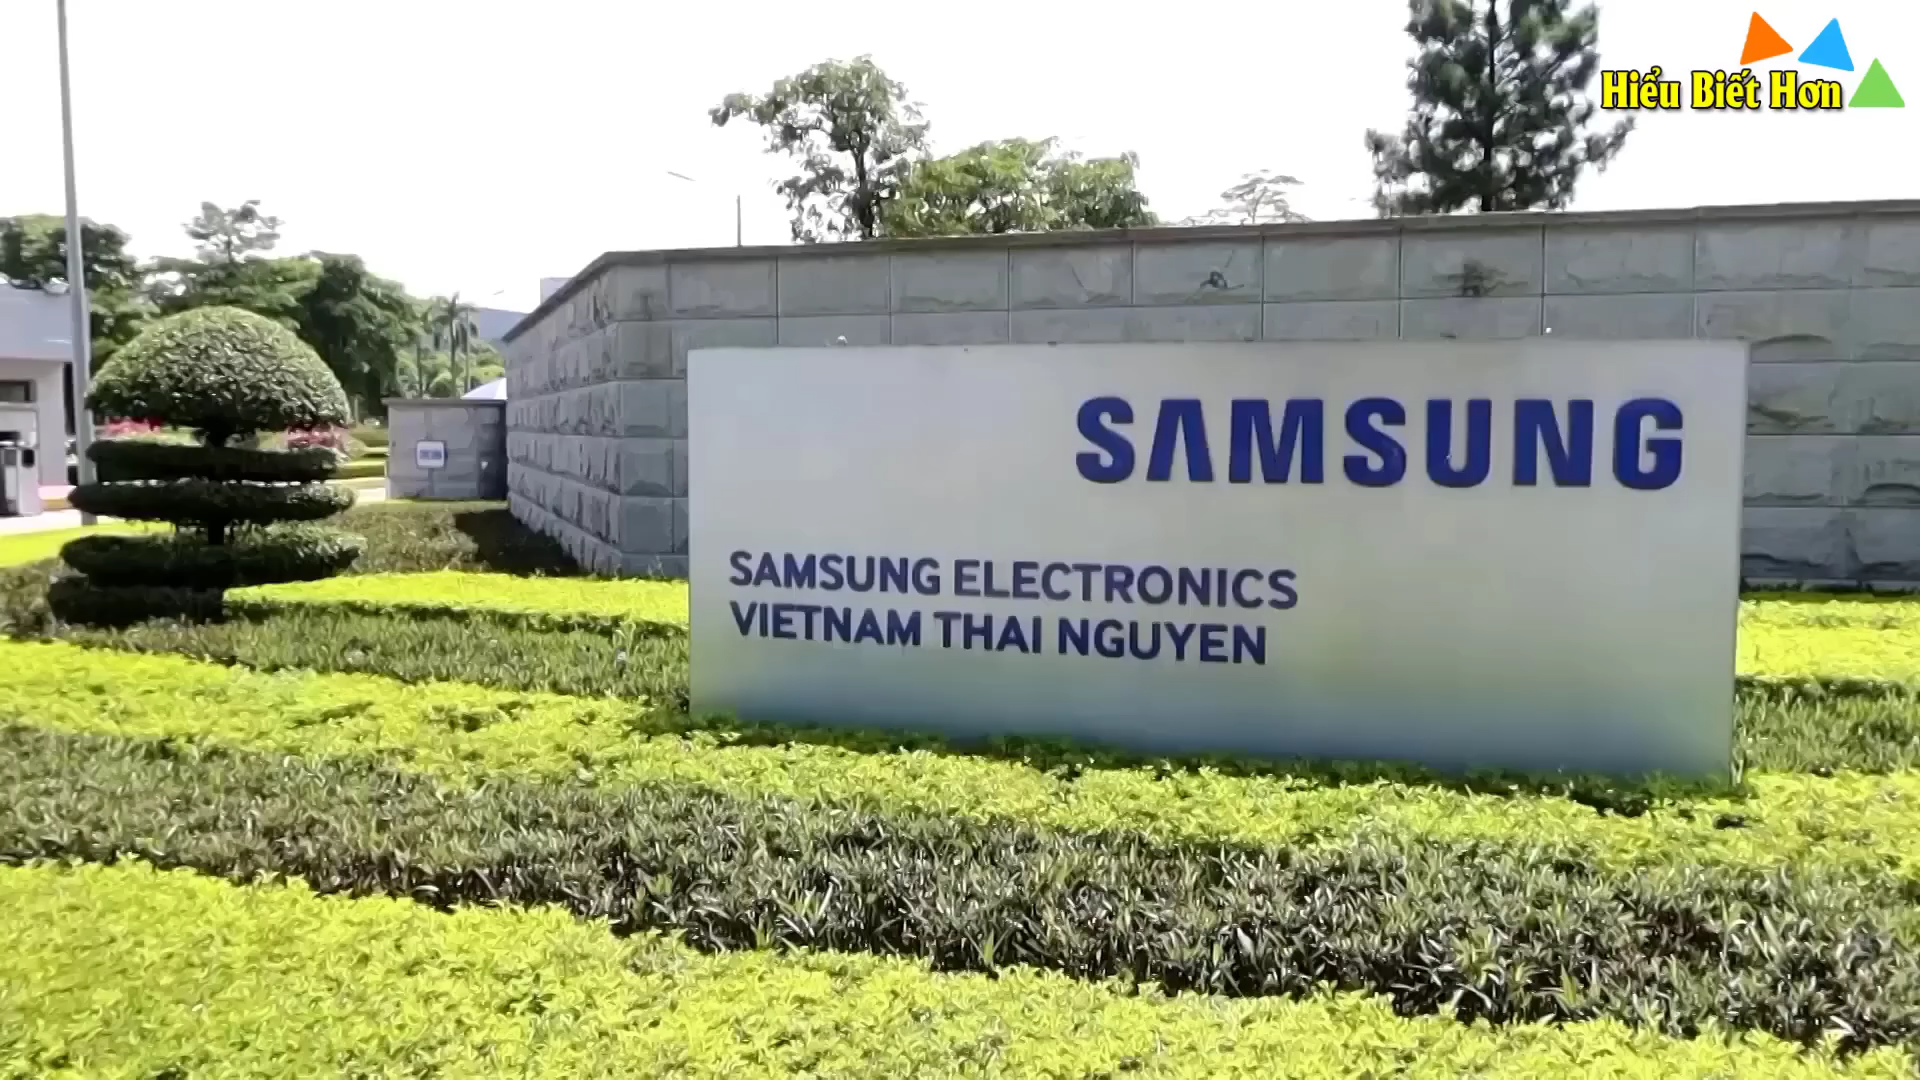 Hiểu Biết Hơn
SAMSUNG
SAMSUNG ELECTRONICS
VIETNAM THAI NGUYEN